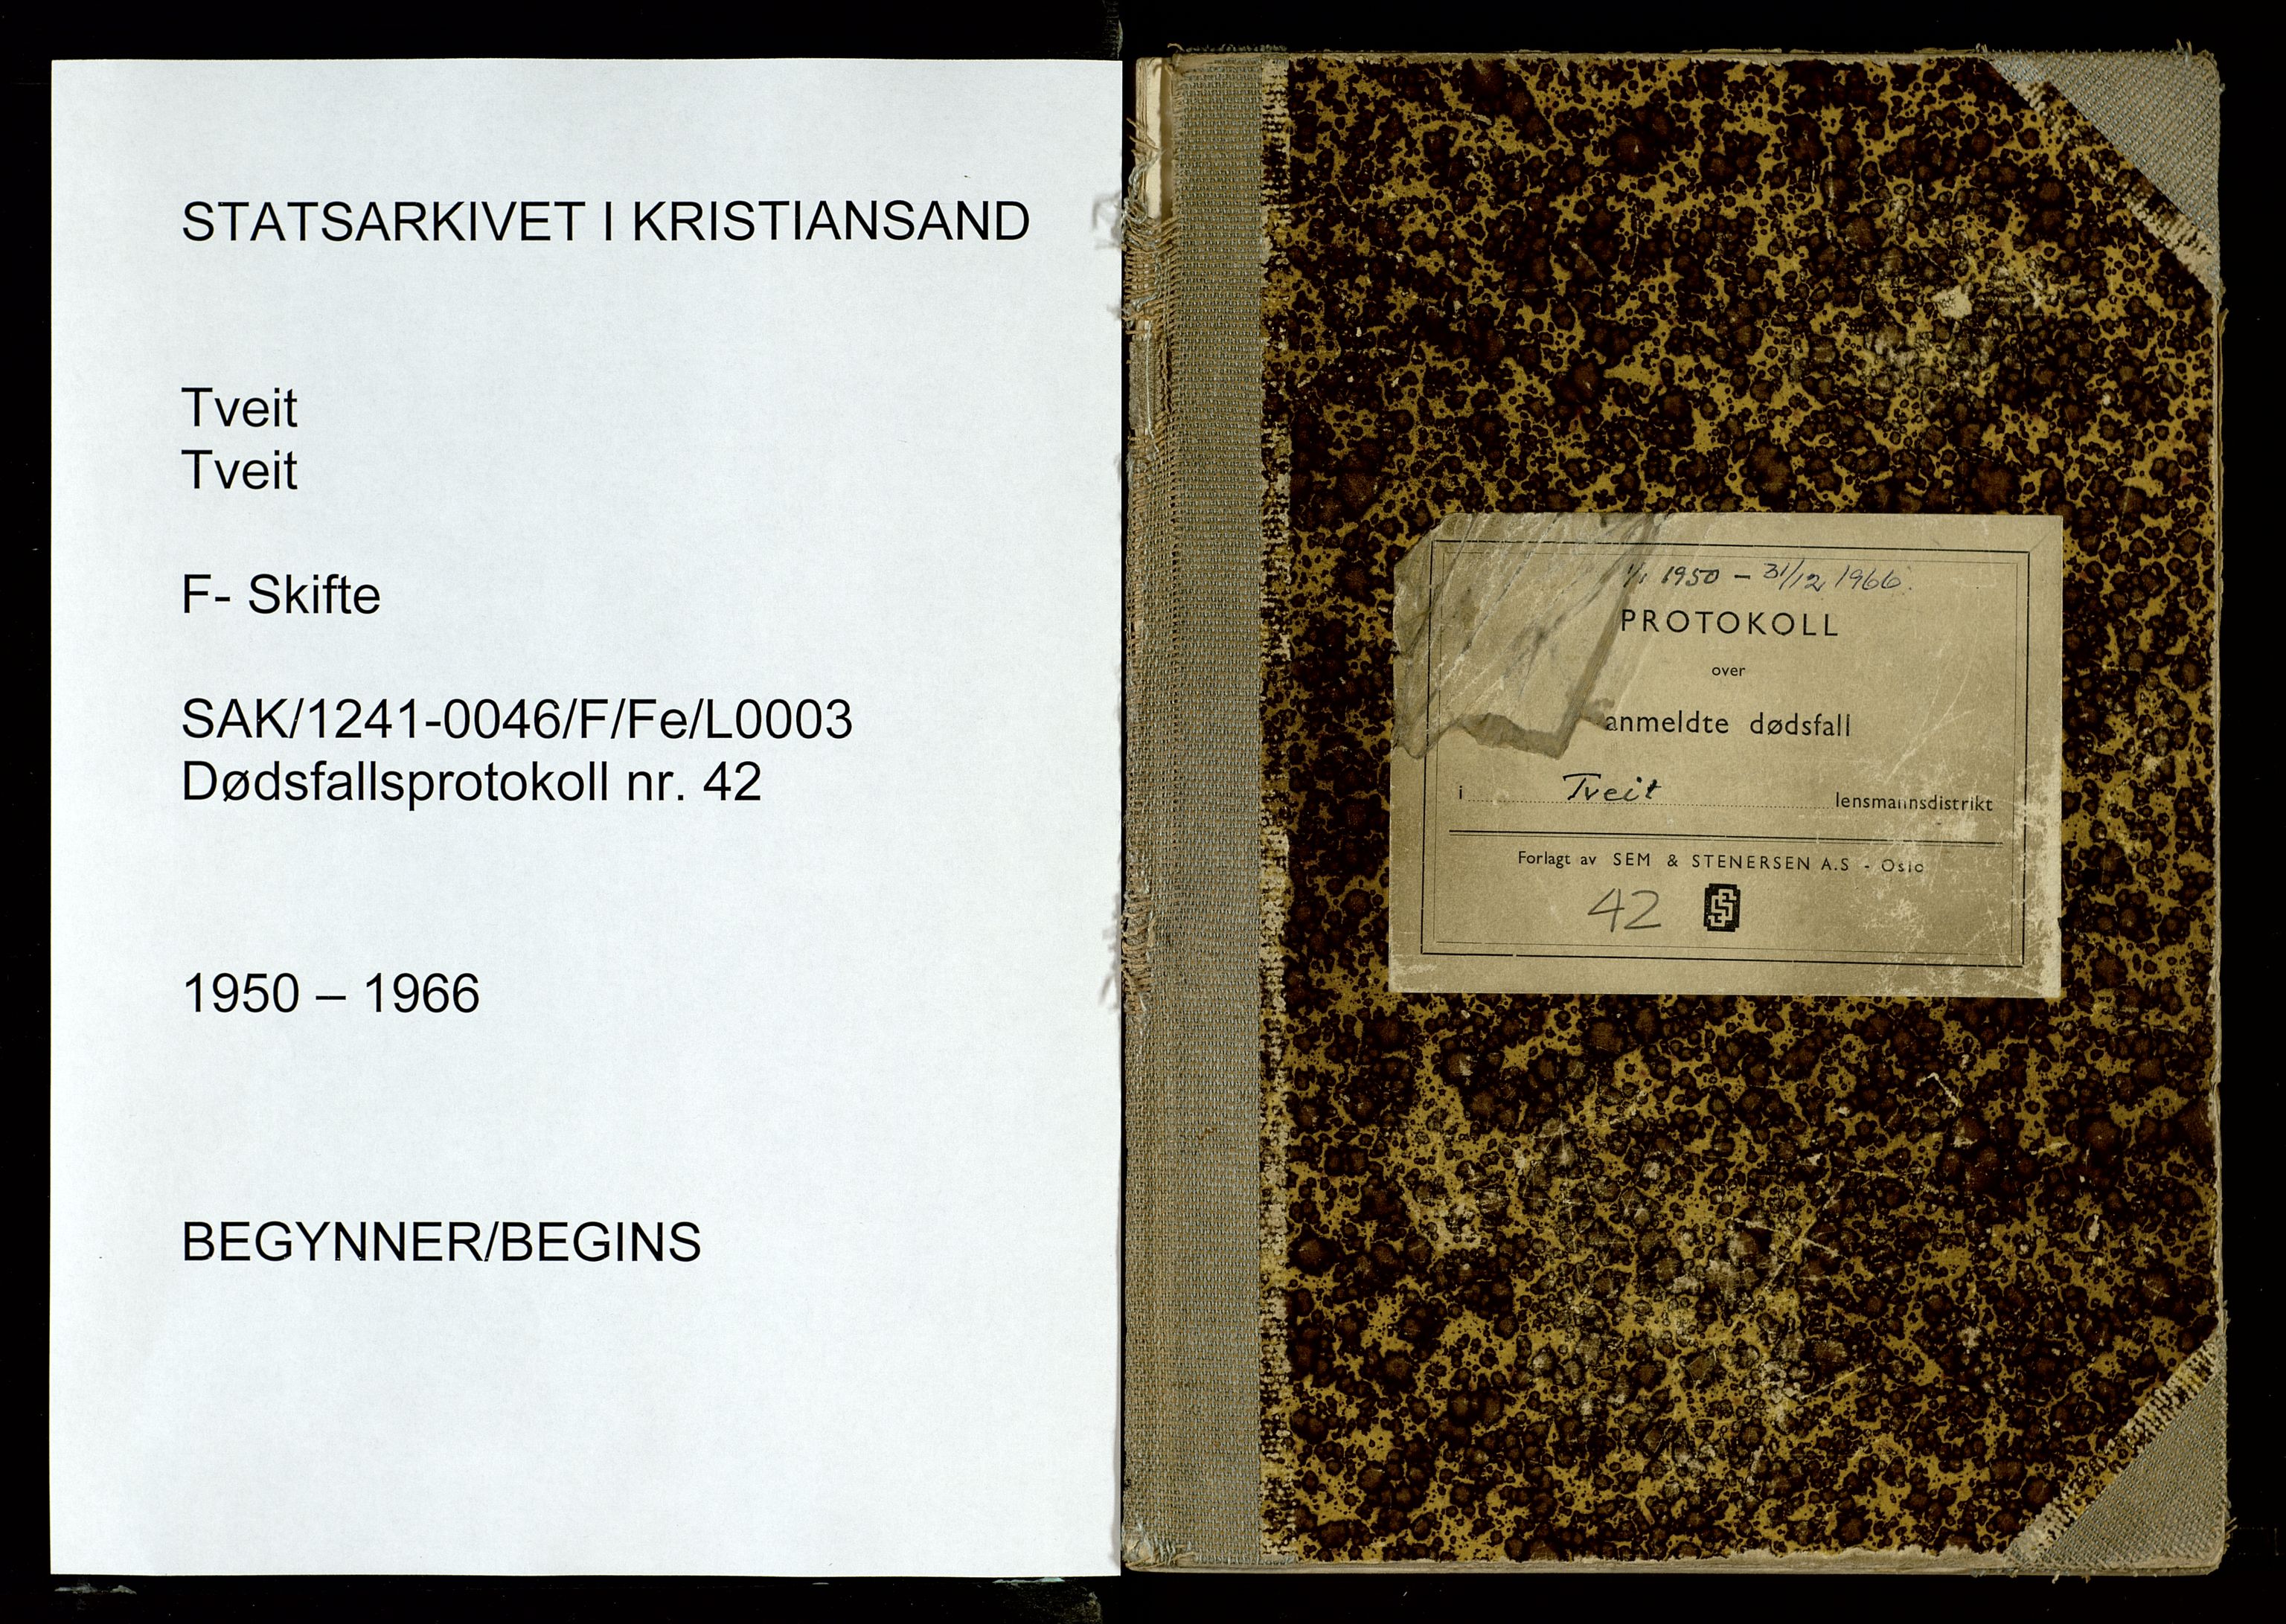 STATSARKIVET I KRISTIANSAND
Tveit
Tveit
F- Skifte
SAK/1241-0046/F/Fe/L0003
Dødsfallsprotokoll nr. 42
1950 – 1966
BEGYNNER/BEGINS
1/1 1950 – 31/12 1966.
PROTOKOLL
over
anmeldte dødsfall
i Tveit lensmannsdistrikt
Forlagt av SEM & STENERSEN A.S - Oslo
42